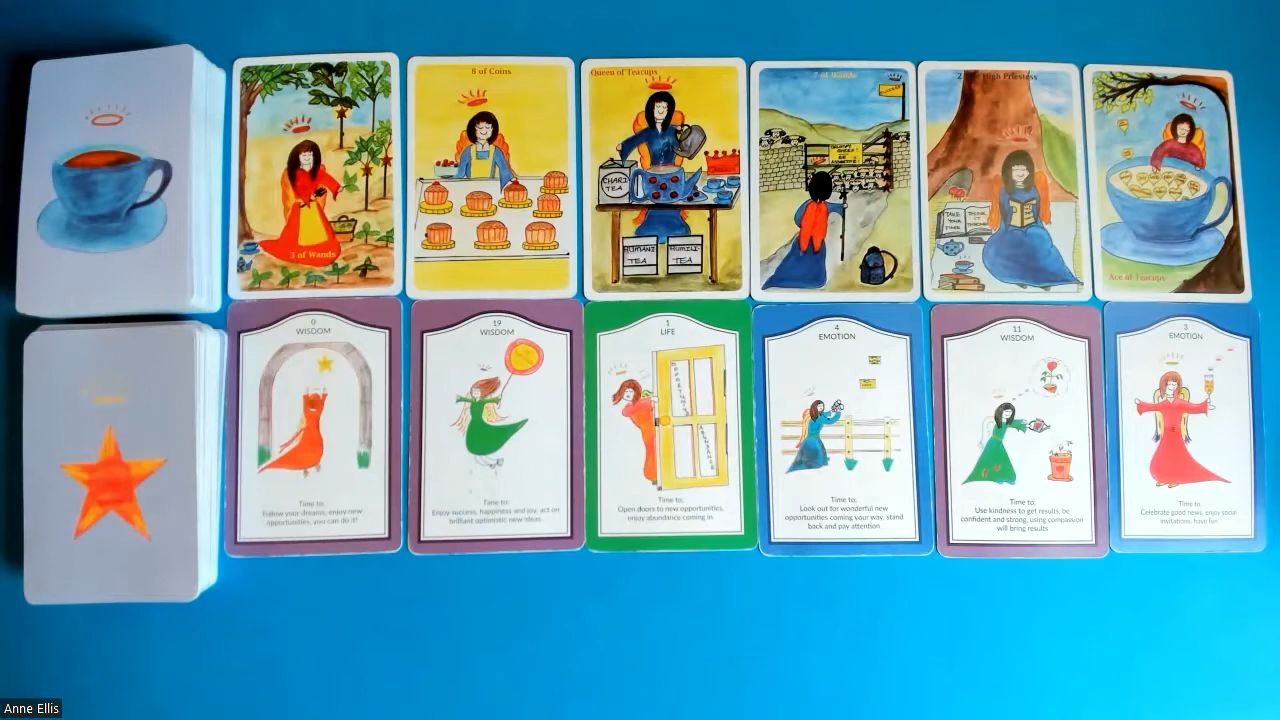 3 of Wands
8 of Coins
Queen of Teacups
CHARI
TEA
HUMANI
TEA
HUMILI-
TEA
7 of Wands
2
High Priestess
TAKE
YOUR
TIME
THINK
IT
THROUGH
Ace of Teacups
0
WISDOM
Time to:
Follow your dreams, enjoy new
opportunities, you can do it!
19
WISDOM
Time to:
Enjoy success, happiness and joy, act on
brilliant optimistic new ideas.
1
LIFE
OPPORTUNITY
ABUNDANCE
Time to:
Open doors to new opportunities,
enjoy abundance coming in
4
EMOTION
Time to:
Look out for wonderful new
opportunities coming your way, stand
back and pay attention
11
WISDOM
Time to:
Use kindness to get results, be
confident and strong, using compassion
will bring results
3
EMOTION
Time to:
Celebrate good news, enjoy social
invitations, have fun
Anne Ellis